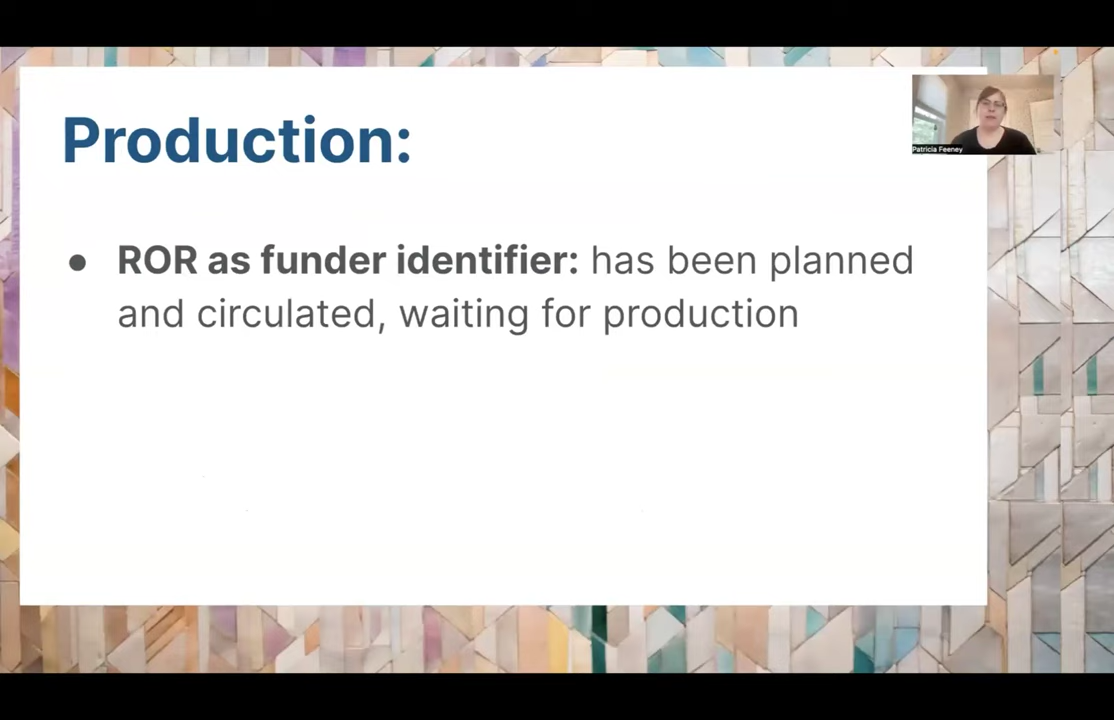 Production:
Patricia Feeney
● ROR as funder identifier: has been planned
and circulated, waiting for production